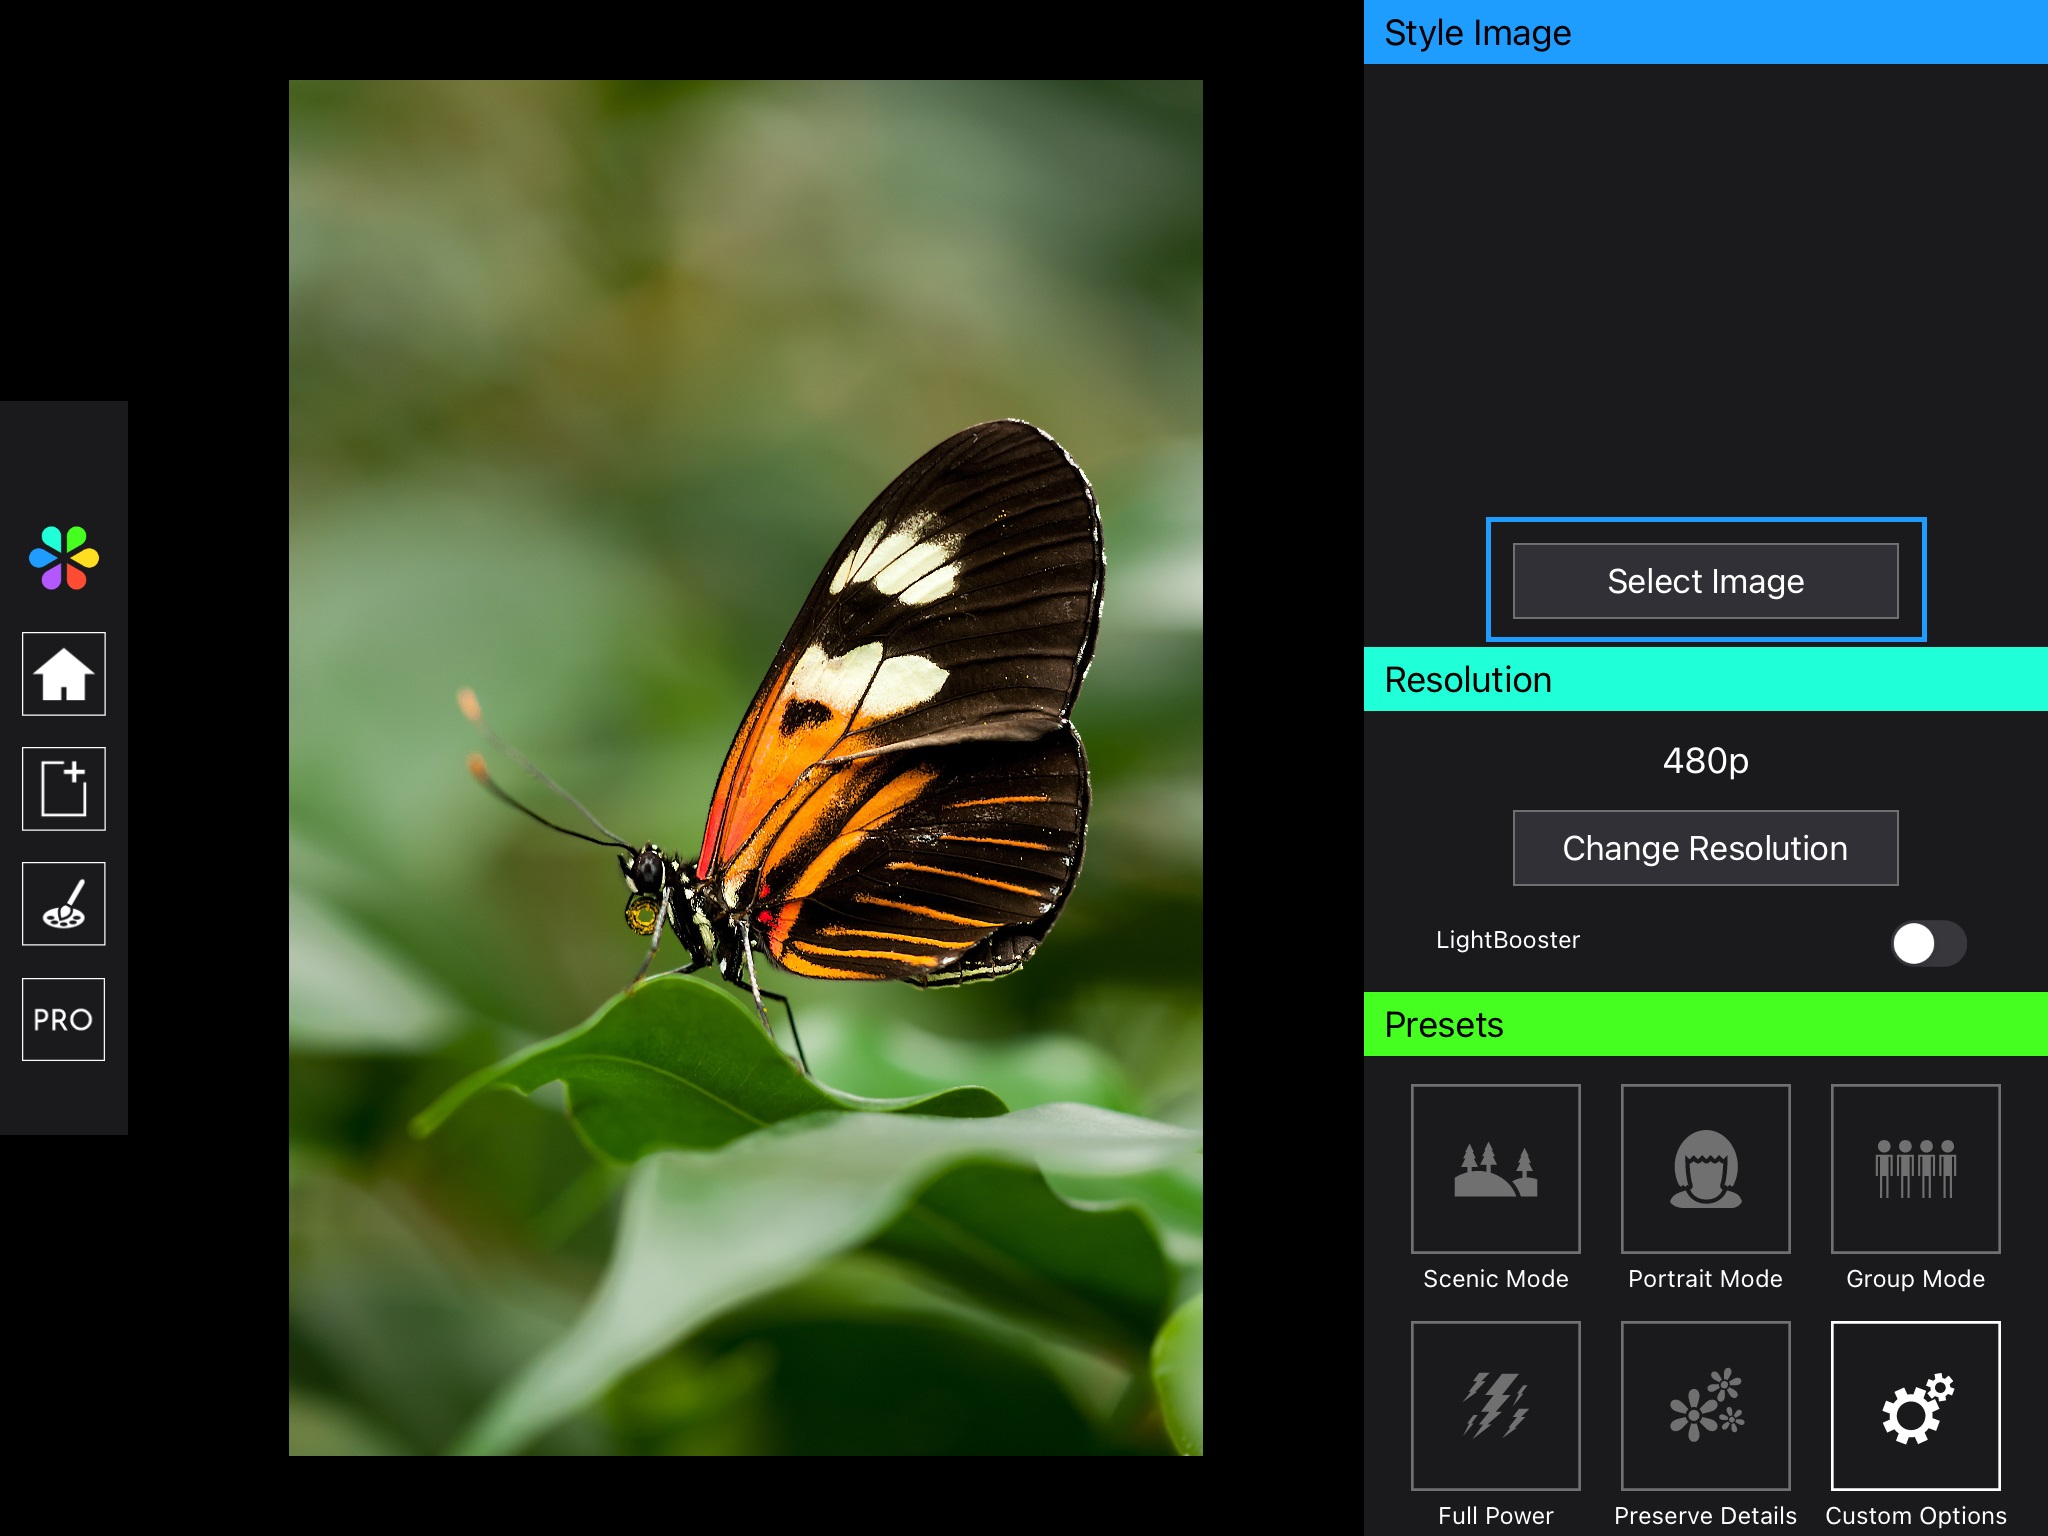 Style Image
Select Image
Resolution
480p
Change Resolution
LightBooster
Presets
Scenic Mode
Portrait Mode
Group Mode
Full Power
Preserve Details
Custom Options
PRO